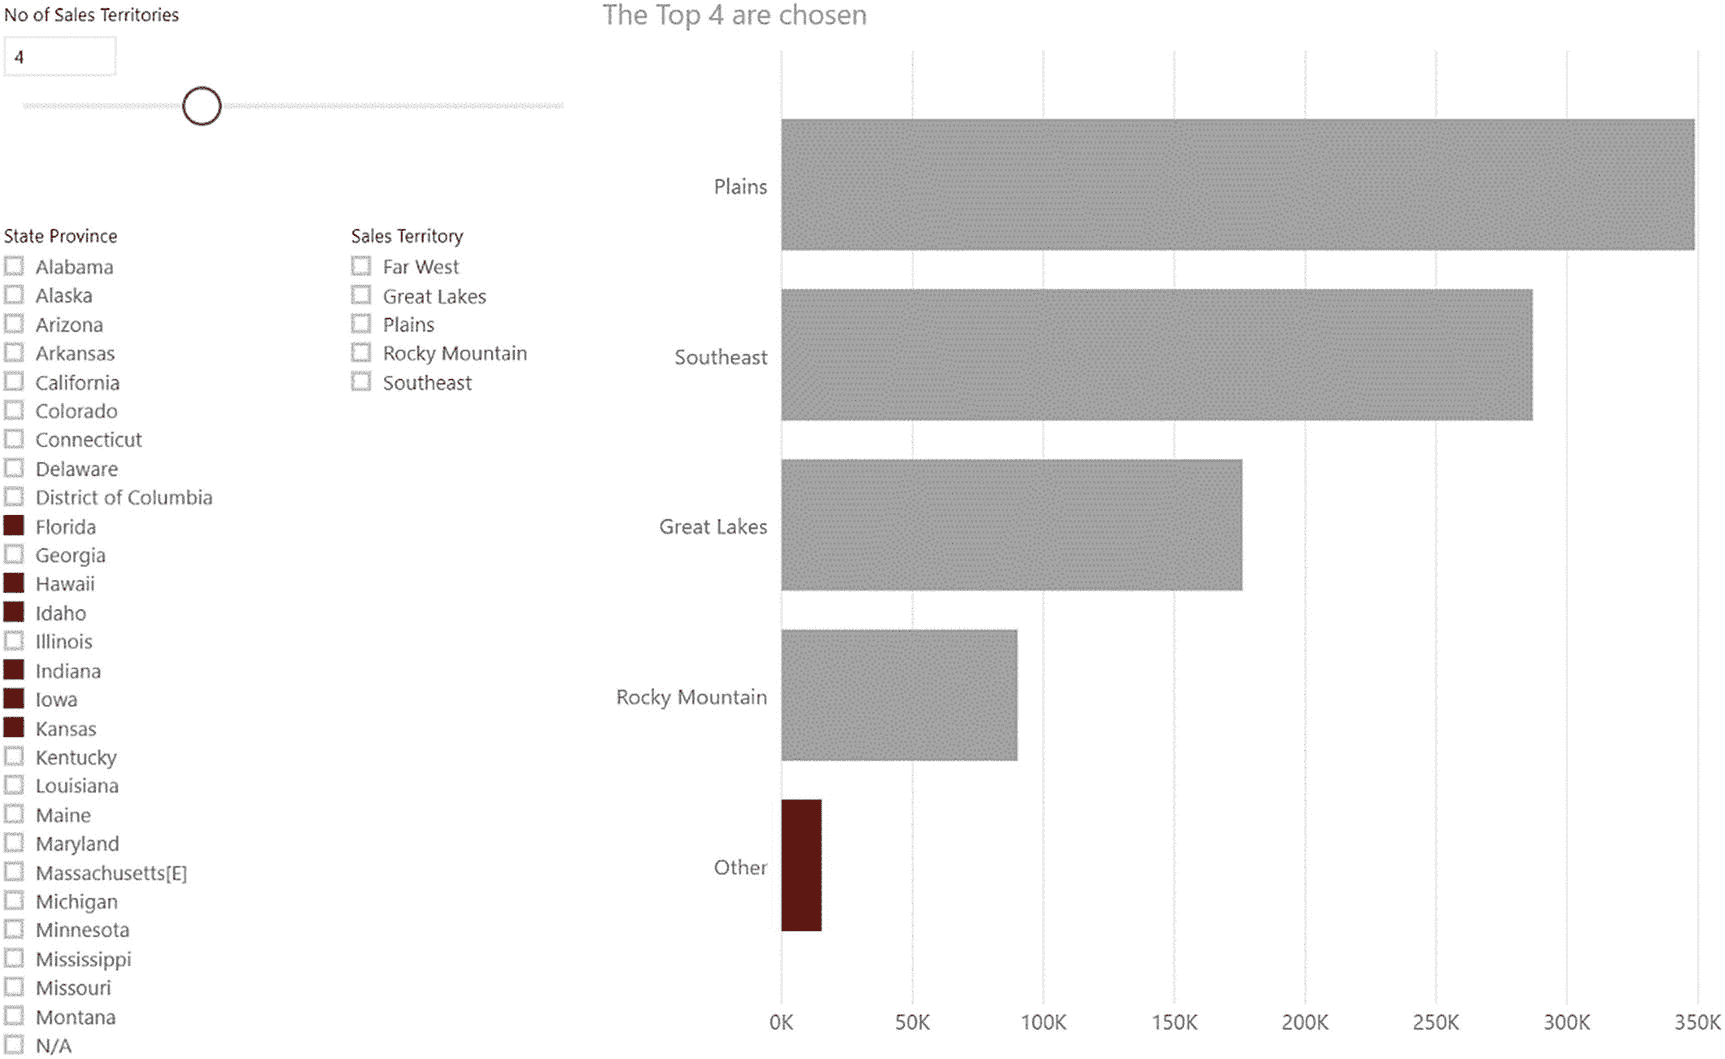 No of Sales Territories
4
State Province
Alabama
Alaska
Arizona
Arkansas
California
Colorado
Connecticut
Delaware
District of Columbia
Florida
Georgia
Hawaii
Idaho
Illinois
Indiana
Iowa
Kansas
Kentucky
Louisiana
Maine
Maryland
Massachusetts[E]
Michigan
Minnesota
Mississippi
Missouri
Montana
N/A
Sales Territory
Far West
Great Lakes
Plains
Rocky Mountain
Southeast
The Top 4 are chosen
Plains
Southeast
Great Lakes
Rocky Mountain
Other
0K 50K 100K 150K 200K 250K 300K 350K